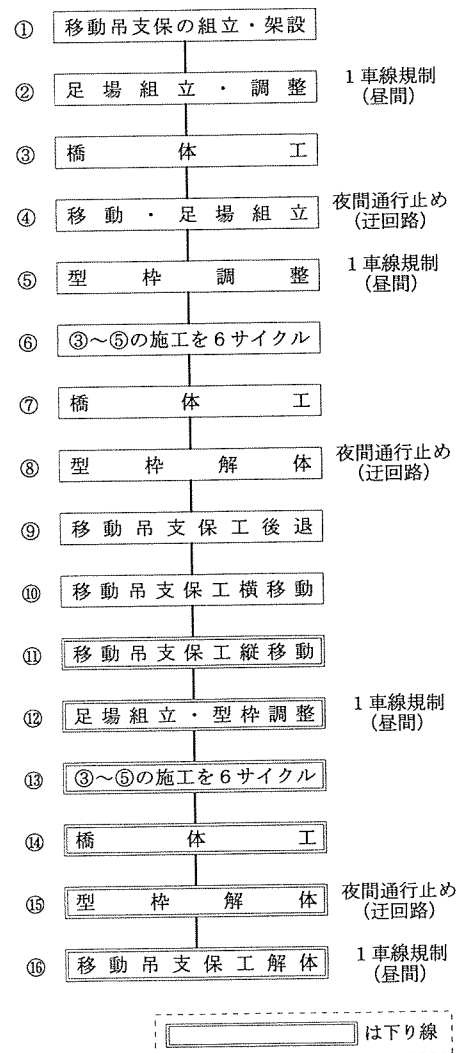 ① 移動吊支保の組立・架設
② 足場組立・調整 1車線規制
(昼間)
③ 橋体工
④ 移動・足場組立 夜間通行止め
(迂回路)
⑤ 型枠調整 1車線規制
(昼間)
⑥ ③～⑤の施工を6サイクル
⑦ 橋体工
⑧ 型枠解体 夜間通行止め
(迂回路)
⑨ 移動吊支保工後退
⑩ 移動吊支保工横移動
⑪ 移動吊支保工縦移動
⑫ 足場組立・型枠調整 1車線規制
(昼間)
⑬ ③～⑤の施工を6サイクル
⑭ 橋体工
⑮ 型枠解体 夜間通行止め
(迂回路)
⑯ 移動吊支保工解体 1車線規制
(昼間)
は下り線